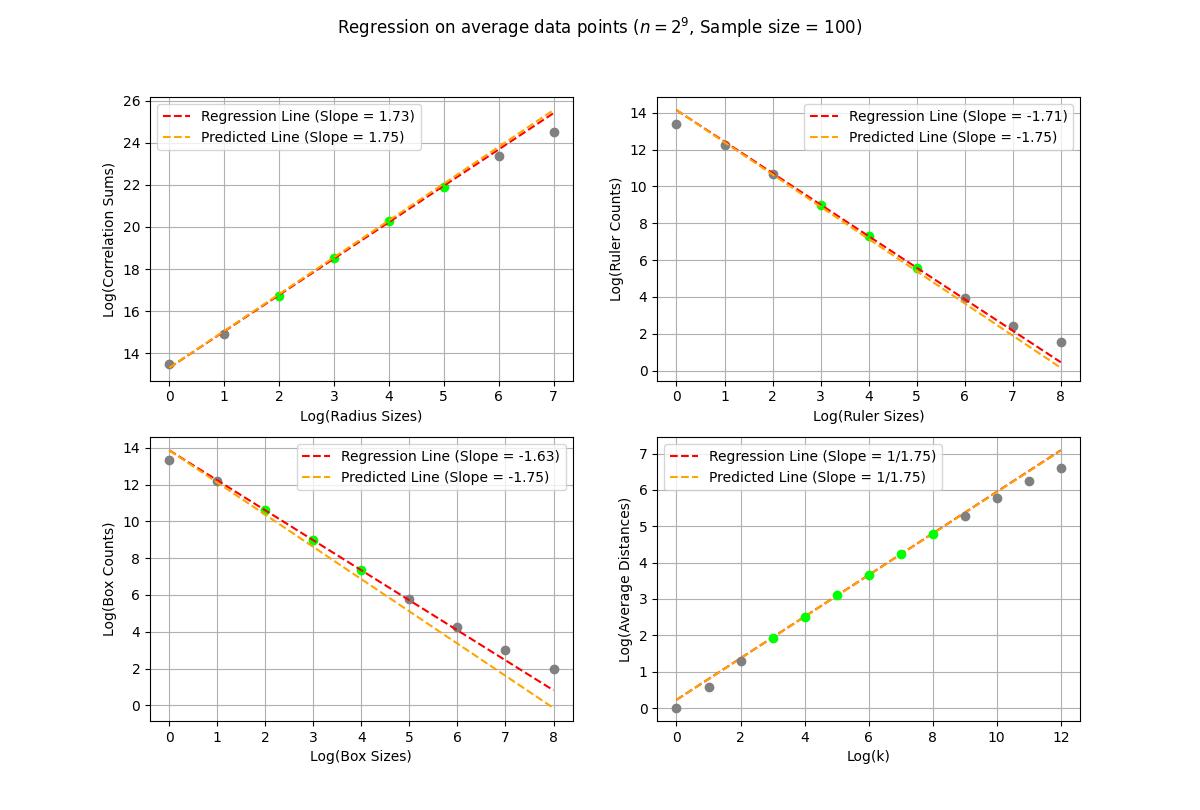 Regression on average data points (n = 2⁹, Sample size = 100)
26
24
22
20
18
16
14
Log(Correlation Sums)
Regression Line (Slope = 1.73)
Predicted Line (Slope = 1.75)
0 1 2 3 4 5 6 7
Log(Radius Sizes)
14
12
10
8
6
4
2
0
Log(Ruler Counts)
Regression Line (Slope = -1.71)
Predicted Line (Slope = -1.75)
0 1 2 3 4 5 6 7 8
Log(Ruler Sizes)
14
12
10
8
6
4
2
0
Log(Box Counts)
Regression Line (Slope = -1.63)
Predicted Line (Slope = -1.75)
0 1 2 3 4 5 6 7 8
Log(Box Sizes)
7
6
5
4
3
2
1
0
Log(Average Distances)
Regression Line (Slope = 1/1.75)
Predicted Line (Slope = 1/1.75)
0 2 4 6 8 10 12
Log(k)